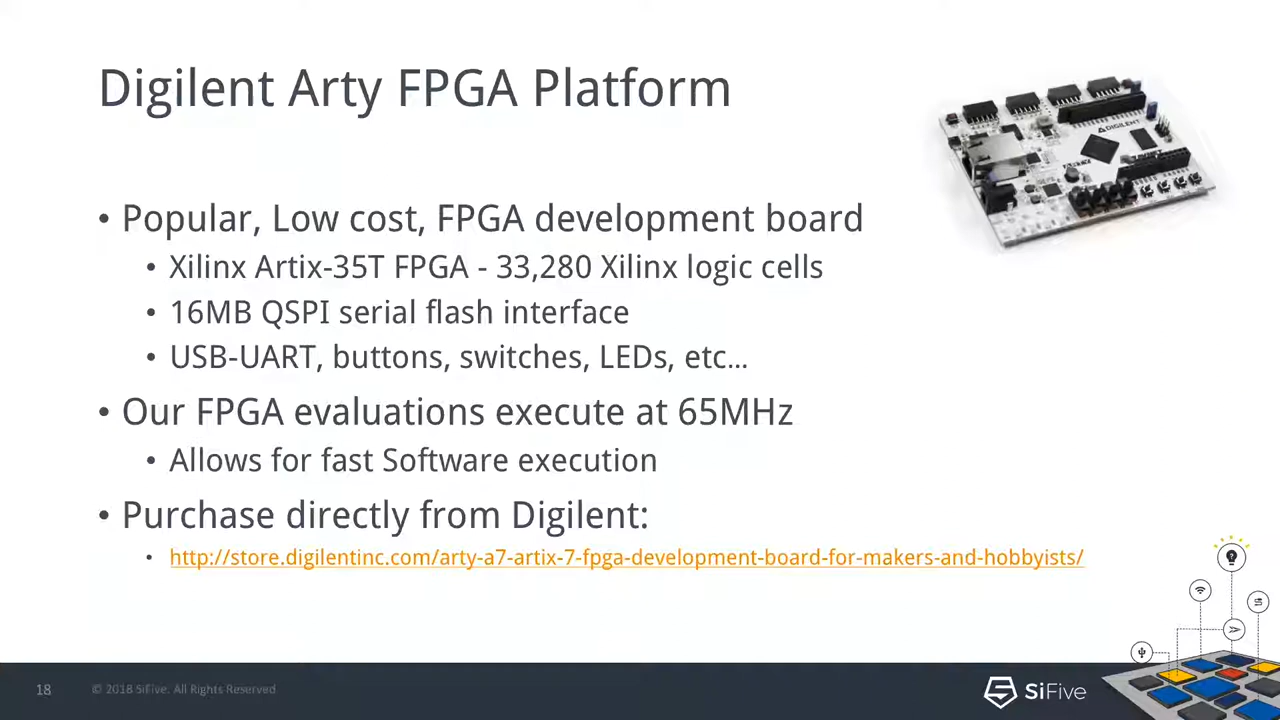 Digilent Arty FPGA Platform
DIGILENT
• Popular, Low cost, FPGA development board
• Xilinx Artix-35T FPGA - 33,280 Xilinx logic cells
• 16MB QSPI serial flash interface
• USB-UART, buttons, switches, LEDs, etc...
• Our FPGA evaluations execute at 65MHz
• Allows for fast Software execution
• Purchase directly from Digilent:
• http://store.digilentinc.com/arty-a7-artix-7-fpga-development-board-for-makers-and-hobbyists/
18 © 2018 SiFive. All Rights Reserved
SiFive